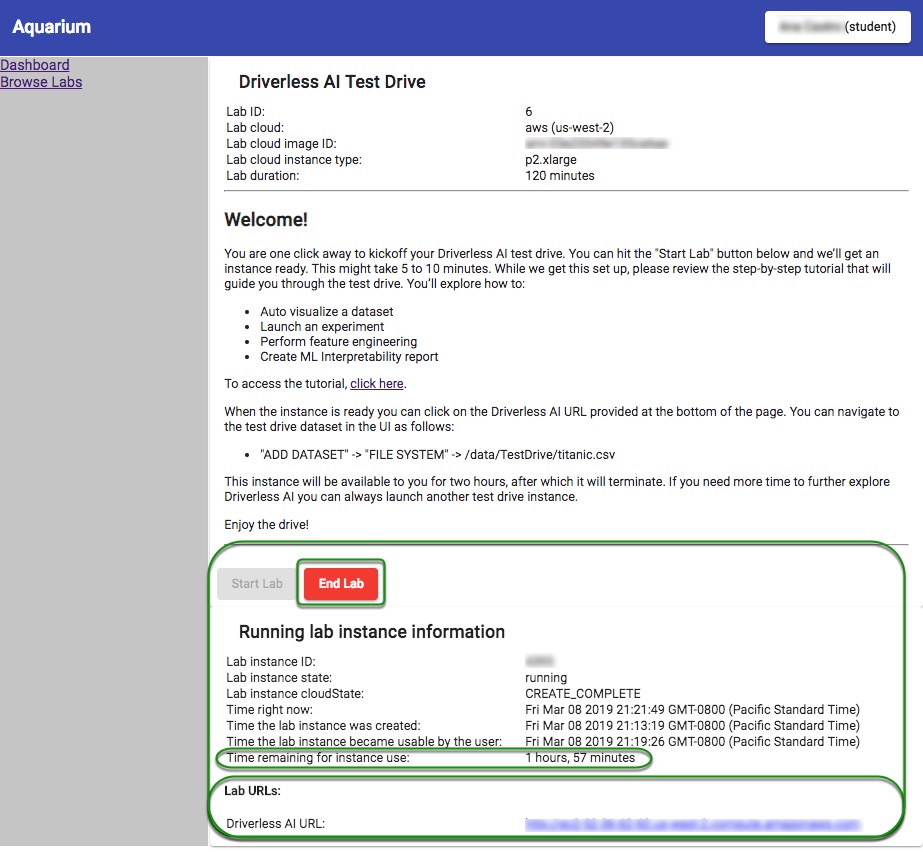 Aquarium
(student)
Dashboard
Browse Labs
Driverless AI Test Drive
Lab ID: 6
Lab cloud: aws (us-west-2)
Lab cloud image ID:
Lab cloud instance type: p2.xlarge
Lab duration: 120 minutes
Welcome!
You are one click away to kickoff your Driverless AI test drive. You can hit the "Start Lab" button below and we'll get an
instance ready. This might take 5 to 10 minutes. While we get this set up, please review the step-by-step tutorial that will
guide you through the test drive. You'll explore how to:
• Auto visualize a dataset
• Launch an experiment
• Perform feature engineering
• Create ML Interpretability report
To access the tutorial, click here.
When the instance is ready you can click on the Driverless AI URL provided at the bottom of the page. You can navigate to
the test drive dataset in the UI as follows:
• "ADD DATASET" -> "FILE SYSTEM" -> /data/TestDrive/titanic.csv
This instance will be available to you for two hours, after which it will terminate. If you need more time to further explore
Driverless AI you can always launch another test drive instance.
Enjoy the drive!
Start Lab End Lab
Running lab instance information
Lab instance ID:
Lab instance state: running
Lab instance cloudState: CREATE_COMPLETE
Time right now: Fri Mar 08 2019 21:21:49 GMT-0800 (Pacific Standard Time)
Time the lab instance was created: Fri Mar 08 2019 21:13:19 GMT-0800 (Pacific Standard Time)
Time the lab instance became usable by the user: Fri Mar 08 2019 21:19:26 GMT-0800 (Pacific Standard Time)
Time remaining for instance use: 1 hours, 57 minutes
Lab URLs:
Driverless AI URL: